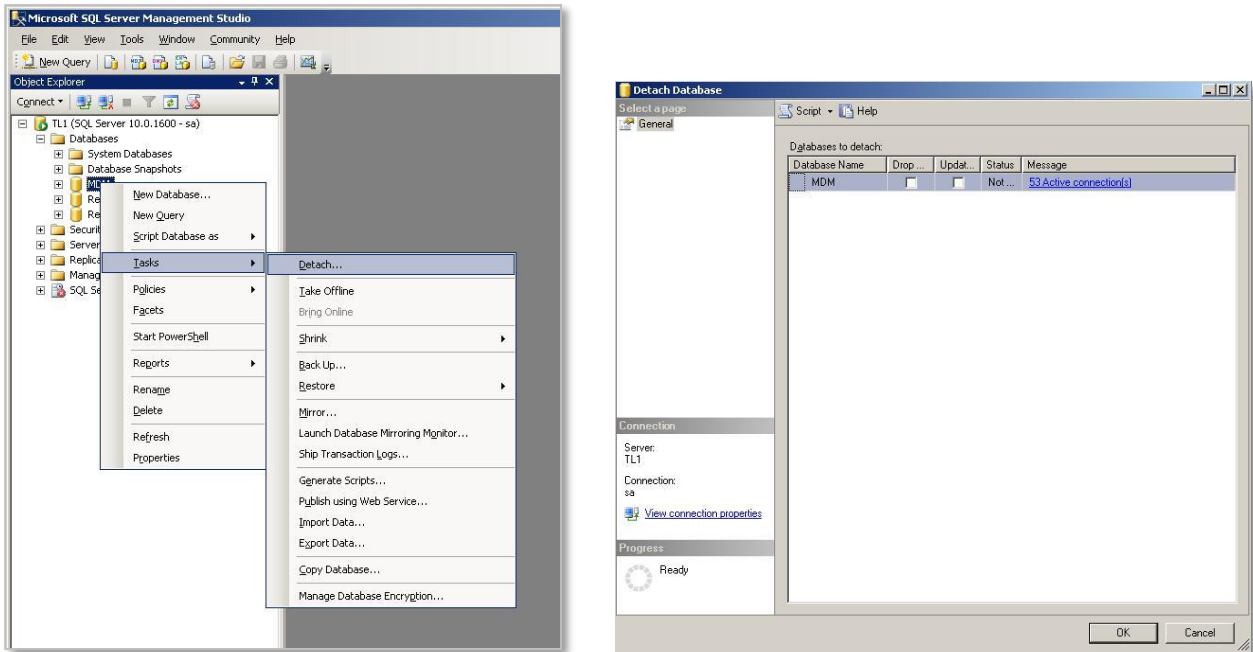 Microsoft SQL Server Management Studio
File Edit View Tools Window Community Help
New Query
Object Explorer
Connect
TL1 (SQL Server 10.0.1600 - sa)
Databases
System Databases
Database Snapshots
MDM
Re
Re
Securit
Server
Replica
Manag
SQL Se
New Database...
New Query
Script Database as
Tasks
Policies
Facets
Start PowerShell
Reports
Rename
Delete
Refresh
Properties
Detach...
Take Offline
Bring Online
Shrink
Back Up...
Restore
Mirror...
Launch Database Mirroring Monitor...
Ship Transaction Logs...
Generate Scripts...
Publish using Web Service...
Import Data...
Export Data...
Copy Database...
Manage Database Encryption...
Detach Database
Select a page
General
Script Help
Databases to detach:
Database Name Drop ... Updat... Status Message
MDM Not ... 53 Active connection(s)
Connection
Server:
TL1
Connection:
sa
View connection properties
Progress
Ready
OK Cancel